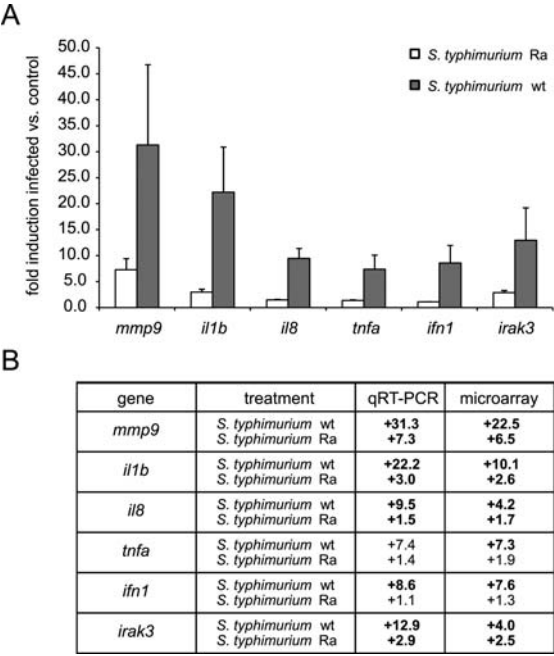 A
fold induction infected vs. control
50.0
45.0
40.0
35.0
30.0
25.0
20.0
15.0
10.0
5.0
0.0
S. typhimurium Ra
S. typhimurium wt
mmp9 il1b il8 tnfa ifn1 irak3
B
gene treatment qRT-PCR microarray
mmp9
S. typhimurium wt +31.3 +22.5
S. typhimurium Ra +7.3 +6.5
il1b
S. typhimurium wt +22.2 +10.1
S. typhimurium Ra +3.0 +2.6
il8
S. typhimurium wt +9.5 +4.2
S. typhimurium Ra +1.5 +1.7
tnfa
S. typhimurium wt +7.4 +7.3
S. typhimurium Ra +1.4 +1.9
ifn1
S. typhimurium wt +8.6 +7.6
S. typhimurium Ra +1.1 +1.3
irak3
S. typhimurium wt +12.9 +4.0
S. typhimurium Ra +2.9 +2.5